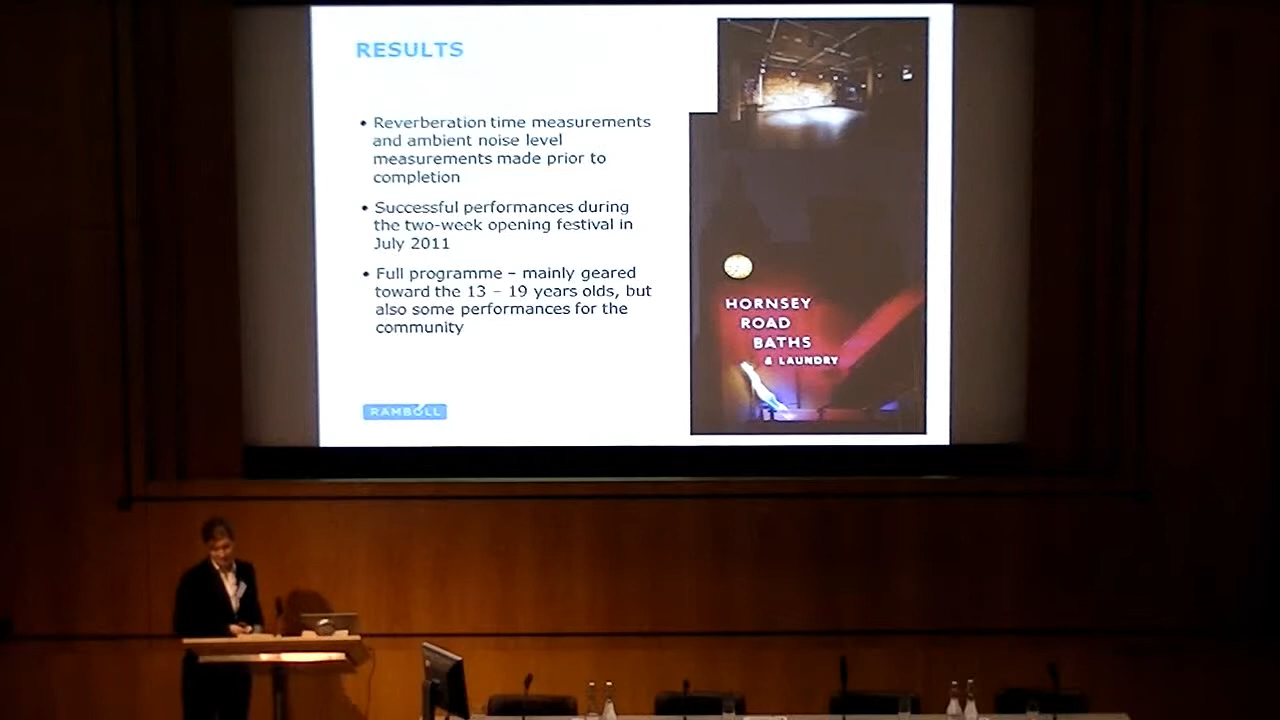 RESULTS
• Reverberation time measurements
and ambient noise level
measurements made prior to
completion
• Successful performances during
the two-week opening festival in
July 2011
• Full programme – mainly geared
toward the 13 – 19 years olds, but
also some performances for the
community
RAMBOLL
HORNSEY
ROAD
BATHS
& LAUNDRY